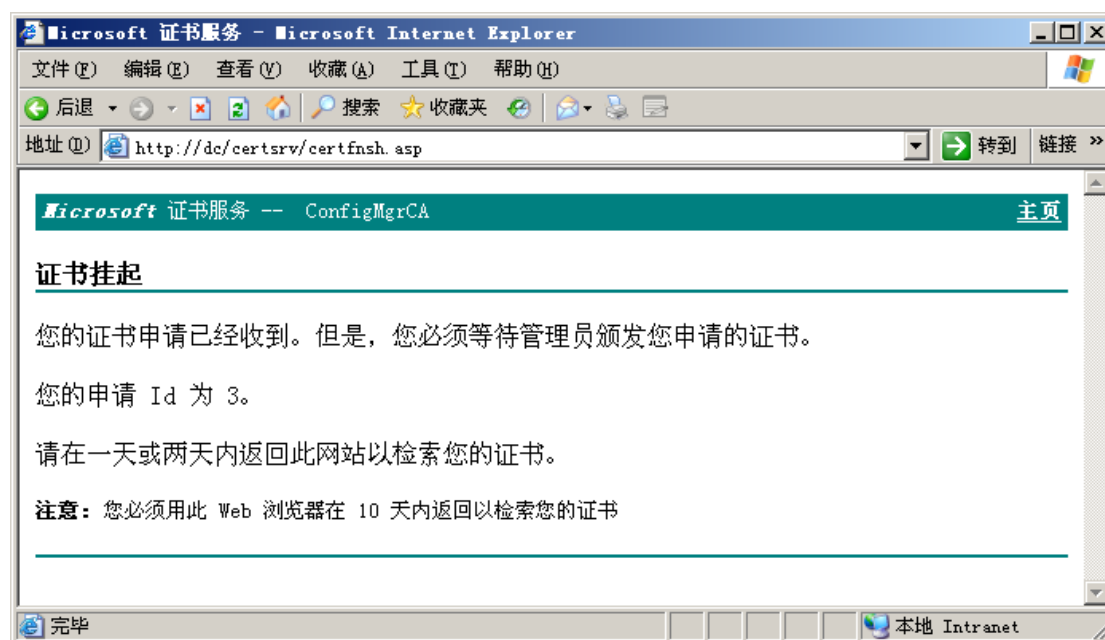 Microsoft 证书服务 - Microsoft Internet Explorer
文件(F) 编辑(E) 查看(V) 收藏(A) 工具(T) 帮助(H)
后退 搜索 收藏夹
地址(D) http://dc/certsrv/certfnsh.asp 转到 链接 »
Microsoft 证书服务 -- ConfigMgrCA 主页
证书挂起
您的证书申请已经收到。但是，您必须等待管理员颁发您申请的证书。
您的申请 Id 为 3。
请在一天或两天内返回此网站以检索您的证书。
注意: 您必须用此 Web 浏览器在 10 天内返回以检索您的证书
完毕 本地 Intranet